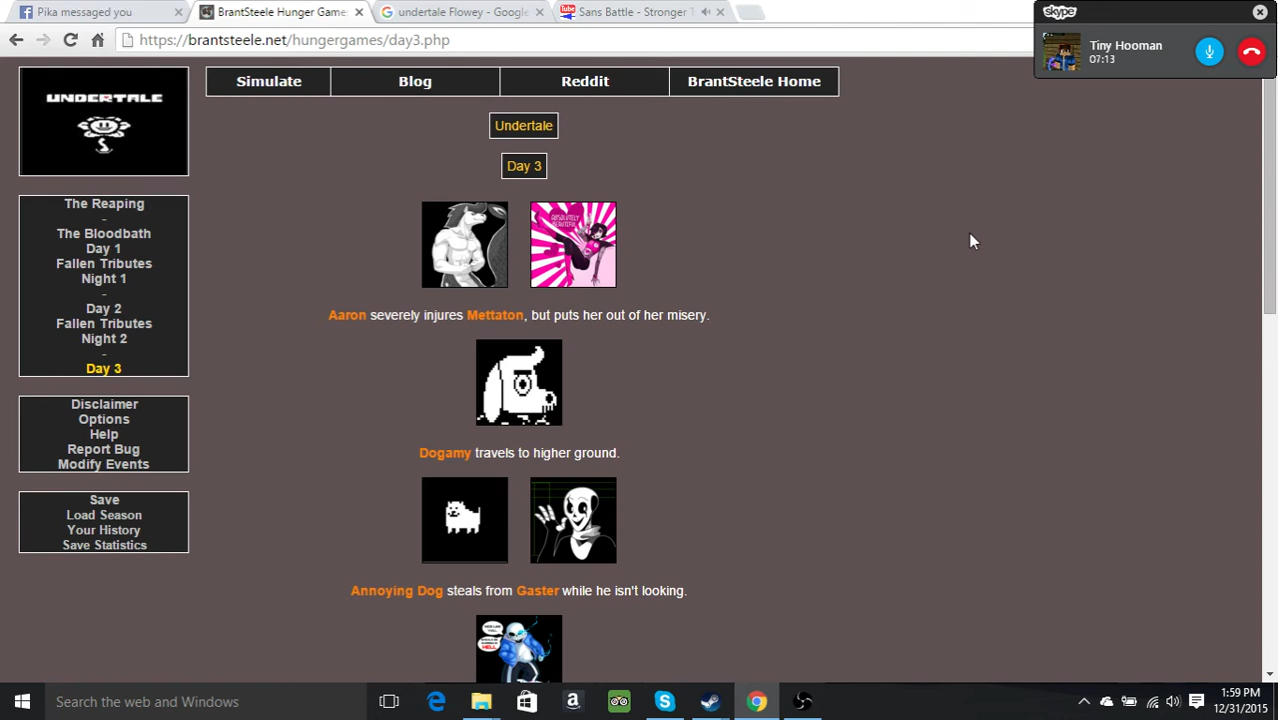 Pika messaged you
BrantSteele Hunger Game
undertale Flowey - Google
Sans Battle - Stronger T
skype
Tiny Hooman
07:13
https://brantsteele.net/hungergames/day3.php
UNDERTALE
Simulate
Blog
Reddit
BrantSteele Home
Undertale
Day 3
The Reaping
-
The Bloodbath
Day 1
Fallen Tributes
Night 1
-
Day 2
Fallen Tributes
Night 2
-
Day 3
Disclaimer
Options
Help
Report Bug
Modify Events
Save
Load Season
Your History
Save Statistics
ABSOLUTELY
BEAUTIFUL
Aaron severely injures Mettaton, but puts her out of her misery.
Dogamy travels to higher ground.
Annoying Dog steals from Gaster while he isn't looking.
HELL
Search the web and Windows
1:59 PM
12/31/2015